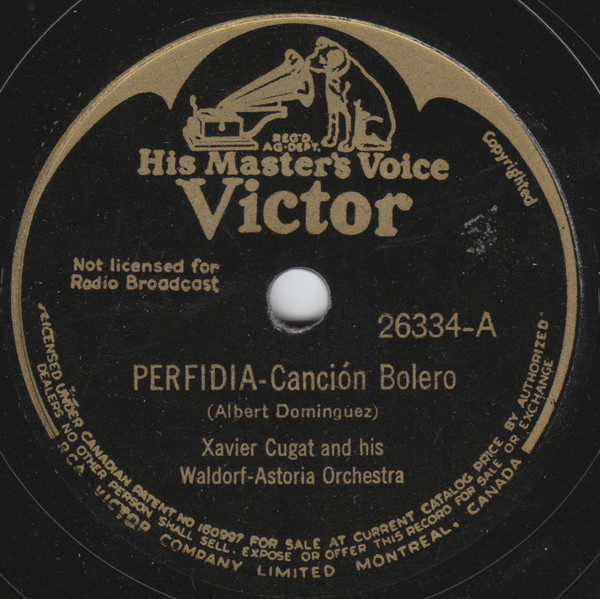 REG'D.
AG-DEPT.
His Master's Voice
Victor
Copyrighted
Not licensed for
Radio Broadcast
26334-A
PERFIDIA-Canción Bolero
(Albert Dominguez)
Xavier Cugat and his
Waldorf-Astoria Orchestra
LICENSED UNDER CANADIAN PATENT NO 160997 FOR SALE AT CURRENT CATALOG PRICE BY AUTHORIZED
DEALERS NO OTHER PERSON SHALL SELL. EXPOSE OR OFFER THIS RECORD FOR SALE OR EXCHANGE
RCA VICTOR COMPANY LIMITED MONTREAL. CANADA